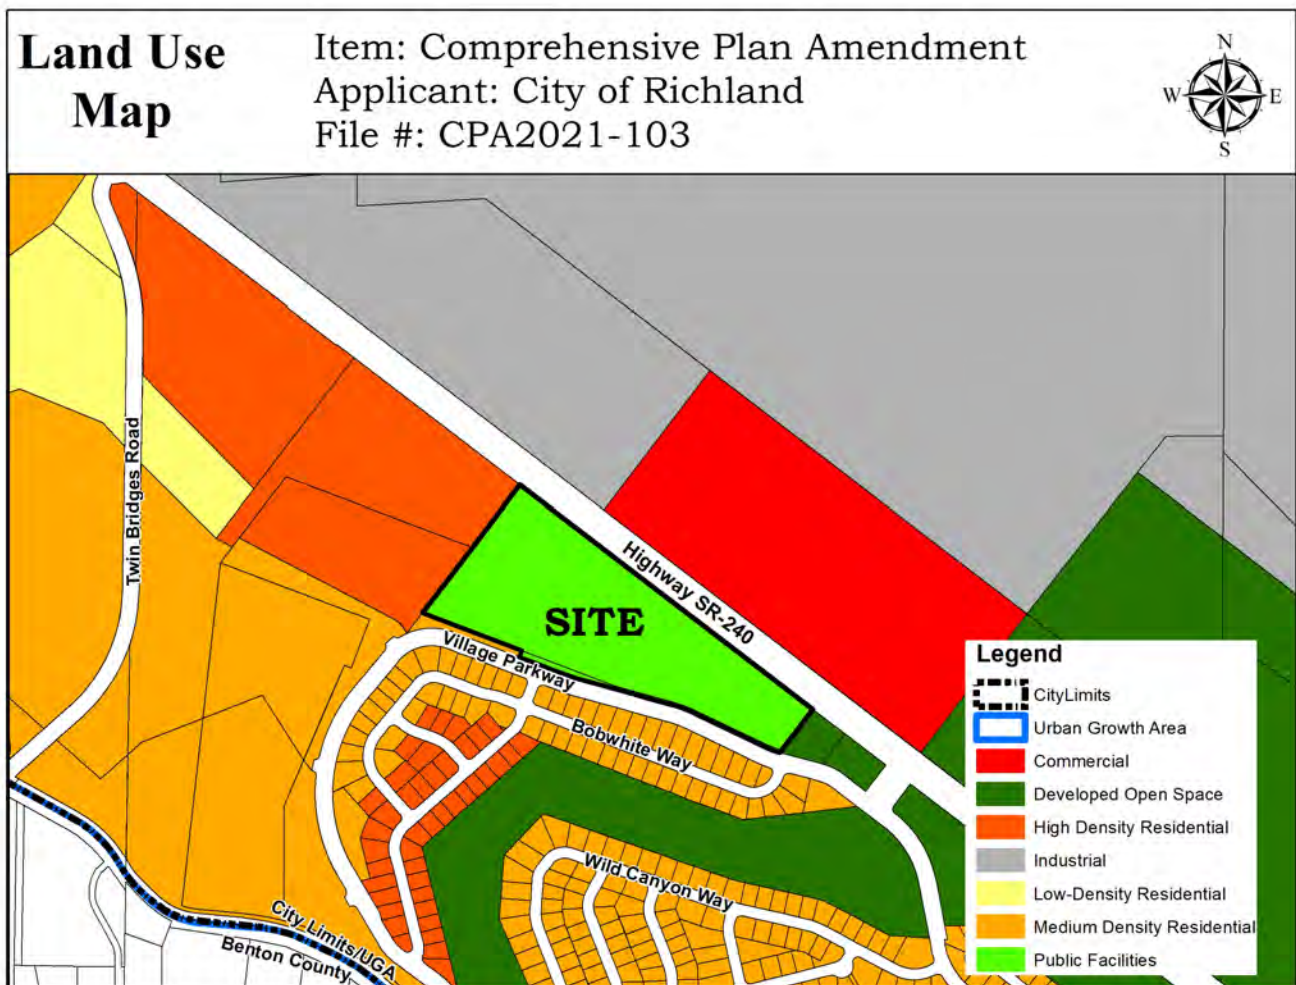 Land Use
Map
Item: Comprehensive Plan Amendment
Applicant: City of Richland
File #: CPA2021-103
N
W
E
S
Twin Bridges Road
Highway SR-240
SITE
Village Parkway
Bobwhite Way
Wild Canyon Way
City Limits/UGA
Benton County
Legend
CityLimits
Urban Growth Area
Commercial
Developed Open Space
High Density Residential
Industrial
Low-Density Residential
Medium Density Residential
Public Facilities